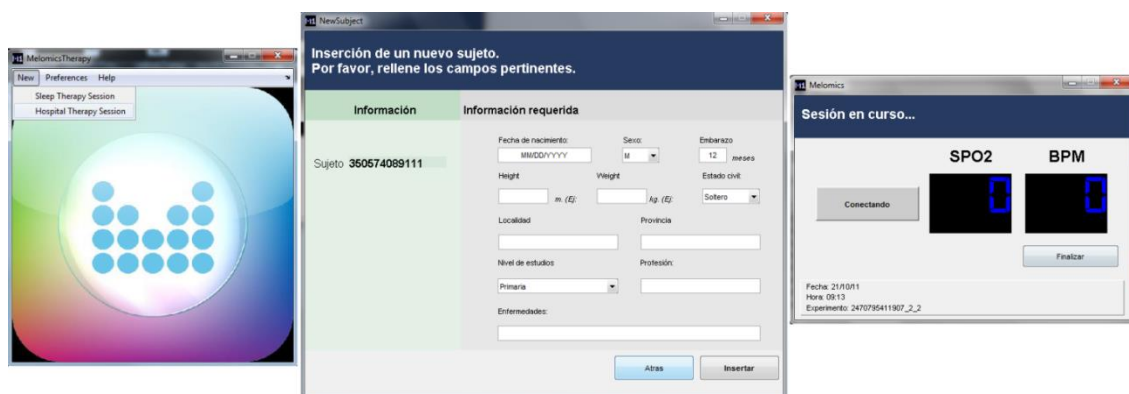 MelomicsTherapy
New Preferences Help
Sleep Therapy Session
Hospital Therapy Session
NewSubject
Inserción de un nuevo sujeto.
Por favor, rellene los campos pertinentes.
Información
Información requerida
Sujeto 350574089111
Fecha de nacimiento: Sexo: Embarazo
MM/DD/YYYY M 12 meses
Height Weight Estado civil:
m. (Ej: kg. (Ej: Soltero
Localidad Provincia
Nivel de estudios Profesión:
Primaria
Enfermedades:
Atras Insertar
Melomics
Sesión en curso...
SPO2 BPM
Conectando 0 0
Finalizar
Fecha: 21/10/11
Hora: 09:13
Experimento: 2470795411907_2_2